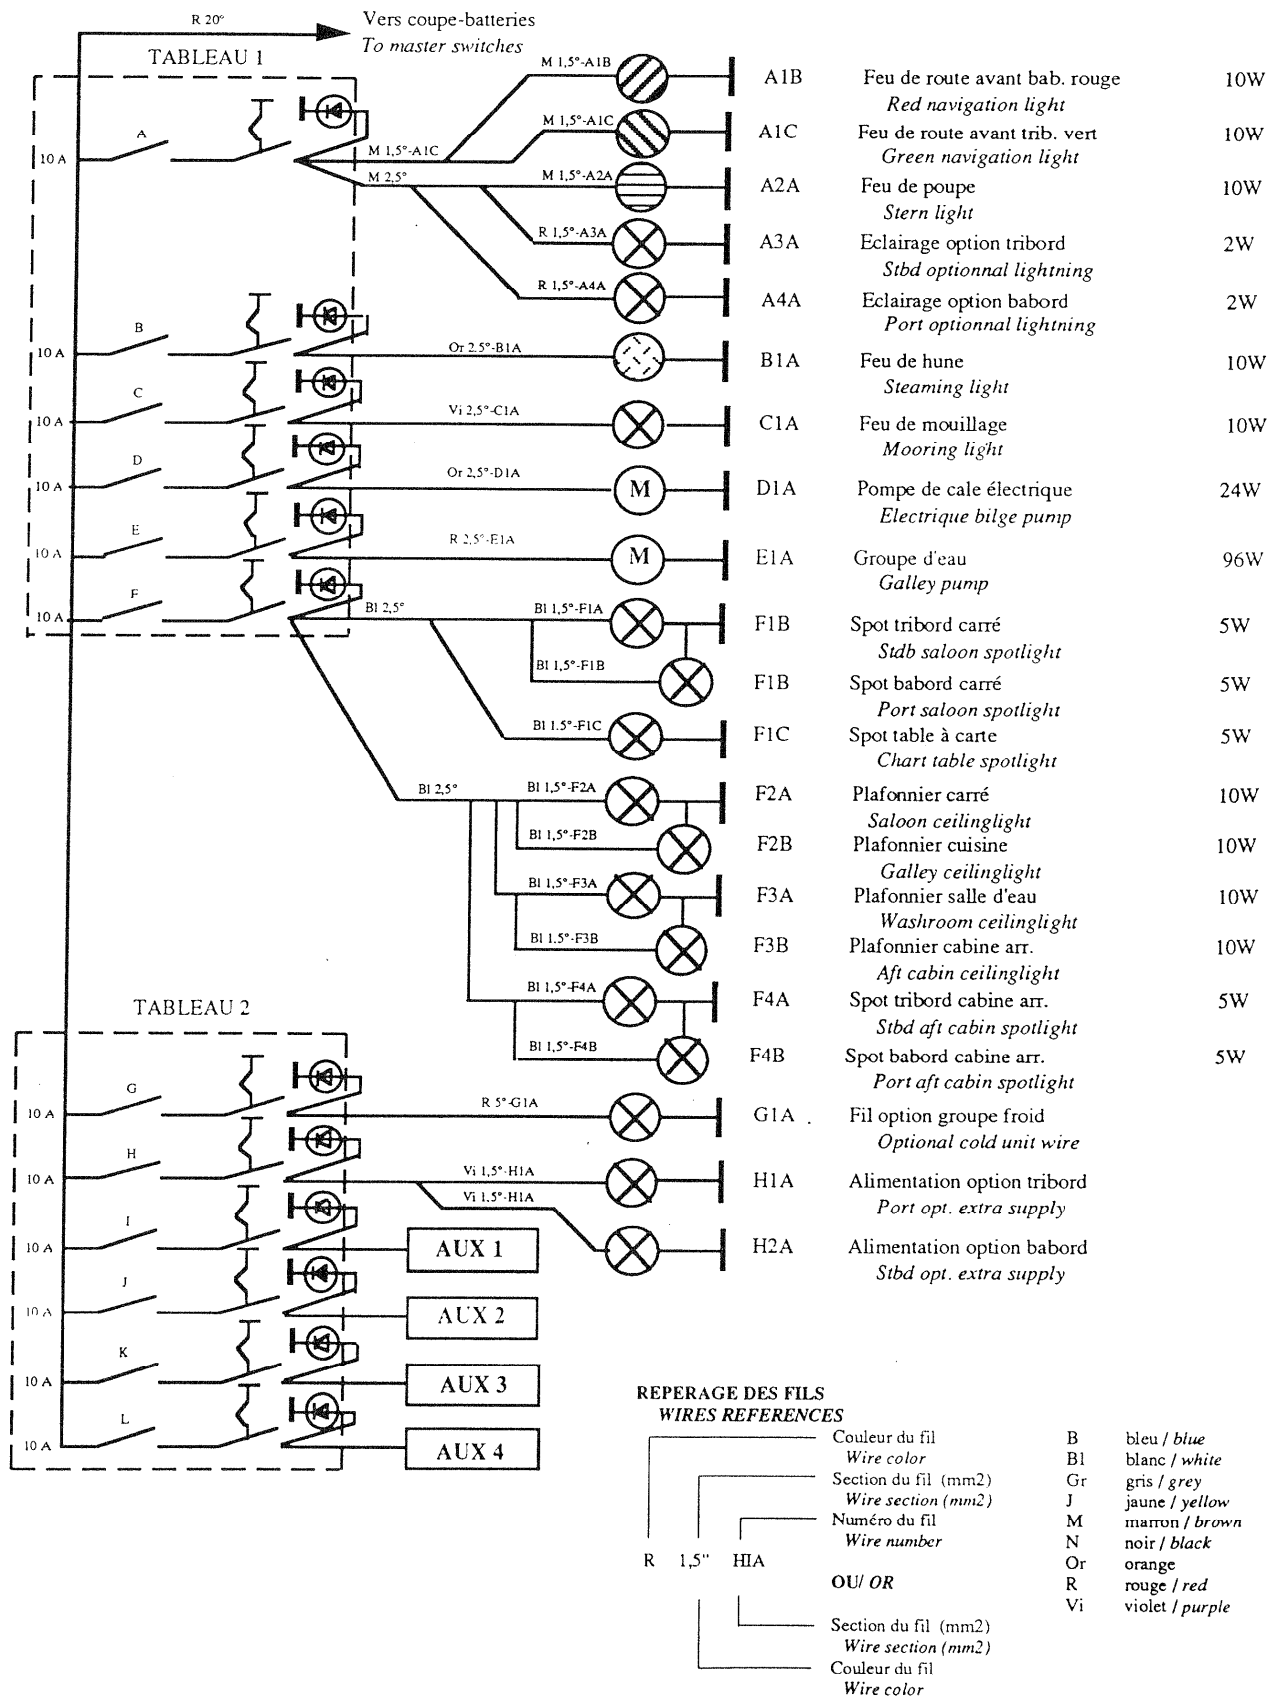 R 20°
Vers coupe-batteries
To master switches
TABLEAU 1
10 A
A
M 1,5°-A1C
M 2,5°
M 1,5°-A1B
A1B
Feu de route avant bab. rouge
10W
Red navigation light
M 1,5°-A1C
A1C
Feu de route avant trib. vert
10W
Green navigation light
M 1,5°-A2A
A2A
Feu de poupe
10W
Stern light
R 1,5°-A3A
A3A
Eclairage option tribord
2W
Stbd optionnal lightning
R 1,5°-A4A
A4A
Eclairage option babord
2W
Port optionnal lightning
10 A
B
Or 2.5°-B1A
B1A
Feu de hune
10W
Steaming light
10 A
C
Vi 2,5°-C1A
C1A
Feu de mouillage
10W
Mooring light
10 A
D
Or 2,5°-D1A
M
D1A
Pompe de cale électrique
24W
Electrique bilge pump
10 A
E
R 2,5°-E1A
M
E1A
Groupe d'eau
96W
Galley pump
10 A
F
Bl 2,5°
Bl 1,5°-F1A
F1B
Spot tribord carré
5W
Stdb saloon spotlight
Bl 1,5°-F1B
F1B
Spot babord carré
5W
Port saloon spotlight
Bl 1.5°-F1C
F1C
Spot table à carte
5W
Chart table spotlight
Bl 2,5°
Bl 1,5°-F2A
F2A
Plafonnier carré
10W
Saloon ceilinglight
Bl 1,5°-F2B
F2B
Plafonnier cuisine
10W
Galley ceilinglight
Bl 1,5°-F3A
F3A
Plafonnier salle d'eau
10W
Washroom ceilinglight
Bl 1.5°-F3B
F3B
Plafonnier cabine arr.
10W
Aft cabin ceilinglight
Bl 1,5°-F4A
F4A
Spot tribord cabine arr.
5W
Stbd aft cabin spotlight
Bl 1,5°-F4B
F4B
Spot babord cabine arr.
5W
Port aft cabin spotlight
TABLEAU 2
10 A
G
R 5°-G1A
G1A
Fil option groupe froid
Optional cold unit wire
10 A
H
Vi 1,5°-H1A
H1A
Alimentation option tribord
Port opt. extra supply
Vi 1.5°-H1A
H2A
Alimentation option babord
Stbd opt. extra supply
10 A
I
AUX 1
10 A
J
AUX 2
10 A
K
AUX 3
10 A
L
AUX 4
REPERAGE DES FILS
WIRES REFERENCES
Couleur du fil
Wire color
Section du fil (mm2)
Wire section (mm2)
Numéro du fil
Wire number
R 1,5" HIA
OU/ OR
Section du fil (mm2)
Wire section (mm2)
Couleur du fil
Wire color
B bleu / blue
Bl blanc / white
Gr gris / grey
J jaune / yellow
M marron / brown
N noir / black
Or orange
R rouge / red
Vi violet / purple